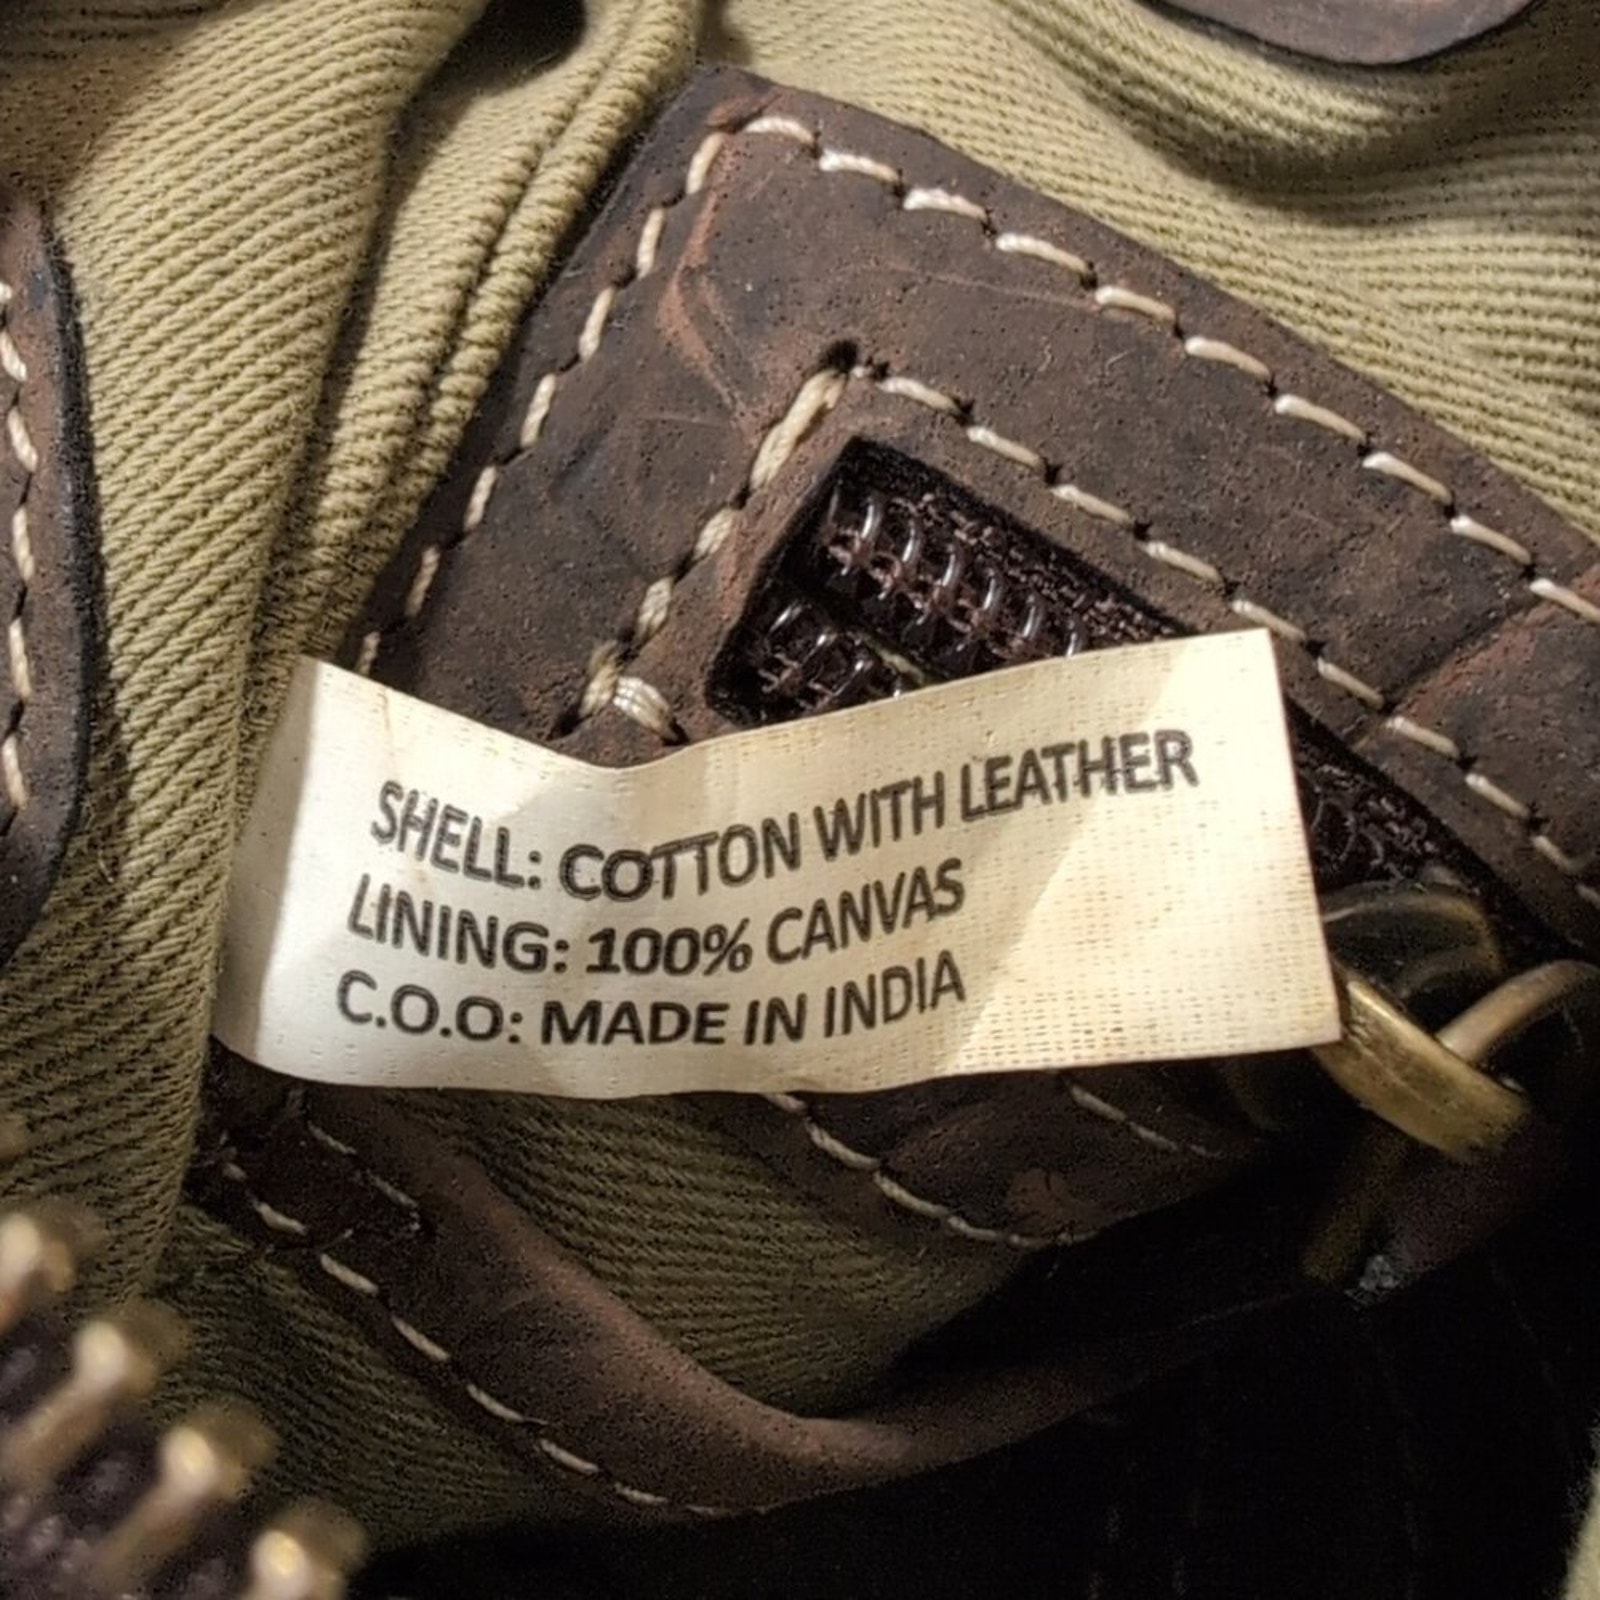 SHELL: COTTON WITH LEATHER
LINING: 100% CANVAS
C.O.O: MADE IN INDIA